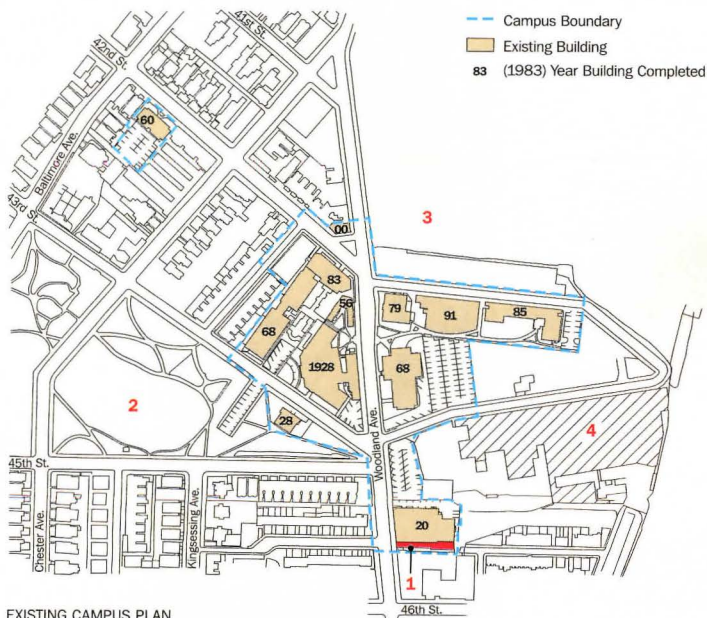 Campus Boundary
Existing Building
83 (1983) Year Building Completed
41st St.
42nd St.
60
Baltimore Ave.
43rd St.
00
3
83
56
79
91
85
68
1928
68
2
28
4
Woodland Ave.
45th St.
Chester Ave.
Kingsessing Ave.
20
1
46th St.
EXISTING CAMPUS PLAN